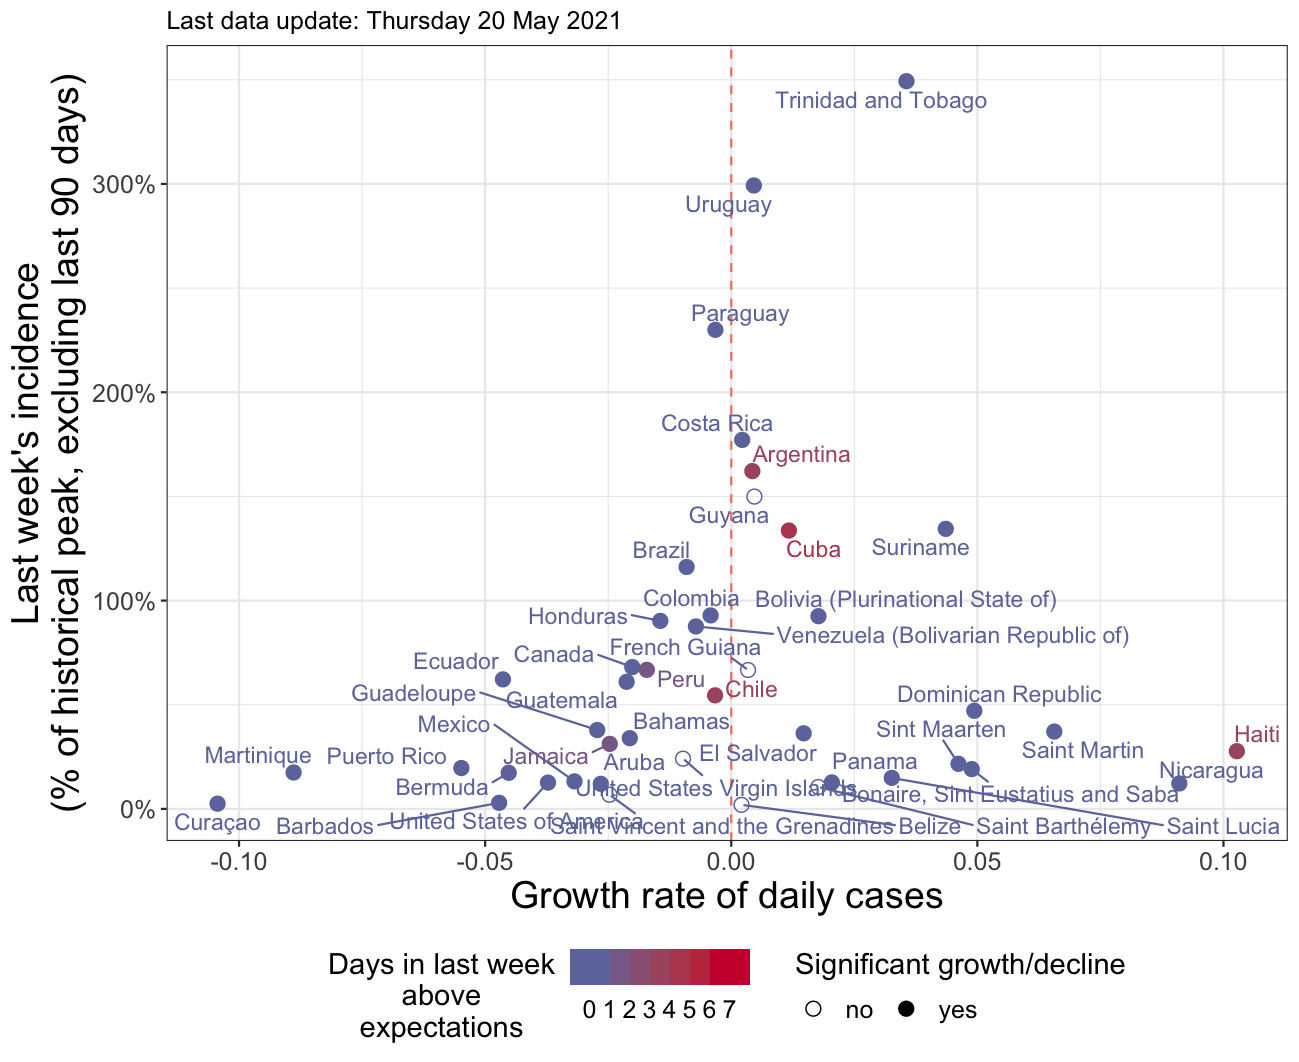 Last data update: Thursday 20 May 2021
Last week's incidence
(% of historical peak, excluding last 90 days)
300%
200%
100%
0%
Trinidad and Tobago
Uruguay
Paraguay
Costa Rica
Argentina
Guyana
Cuba
Suriname
Brazil
Colombia
Bolivia (Plurinational State of)
Honduras
Venezuela (Bolivarian Republic of)
French Guiana
Canada
Ecuador
Peru
Chile
Guadeloupe
Guatemala
Dominican Republic
Mexico
Bahamas
Sint Maarten
Haiti
Saint Martin
Martinique
Puerto Rico
Jamaica
El Salvador
Aruba
Panama
Nicaragua
Bermuda
United States Virgin Islands
Bonaire, Sint Eustatius and Saba
Curaçao
Barbados
United States of America
Saint Vincent and the Grenadines
Belize
Saint Barthélemy
Saint Lucia
-0.10
-0.05
0.00
0.05
0.10
Growth rate of daily cases
Days in last week
above
expectations
0 1 2 3 4 5 6 7
Significant growth/decline
no
yes